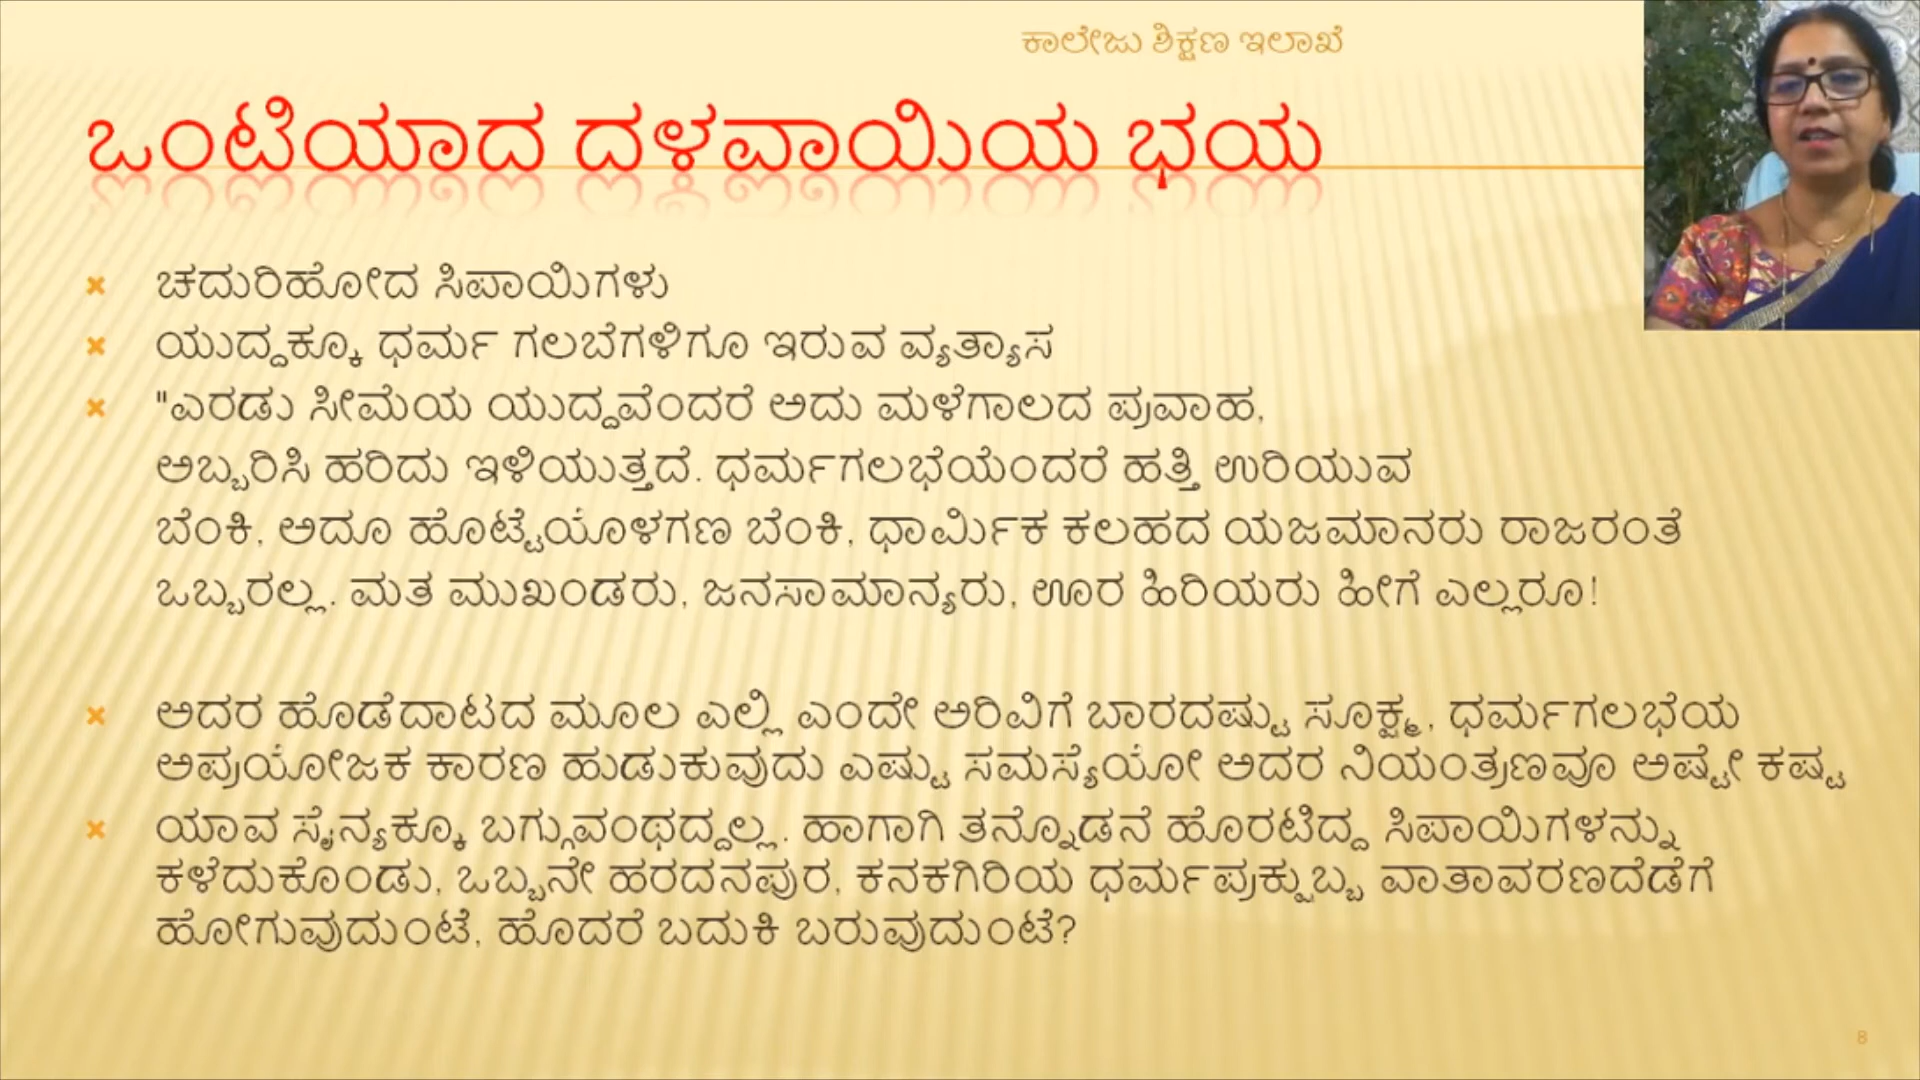 ಕಾಲೇಜು ಶಿಕ್ಷಣ ಇಲಾಖೆ
ಒಂಟಿಯಾದ ದಳವಾಯಿಯ ಭಯ
ಚದುರಿಹೋದ ಸಿಪಾಯಿಗಳು
ಯುದ್ದಕ್ಕೂ ಧರ್ಮ ಗಲಬೆಗಳಿಗೂ ಇರುವ ವ್ಯತ್ಯಾಸ
"ಎರಡು ಸೀಮೆಯ ಯುದ್ದವೆಂದರೆ ಅದು ಮಳೆಗಾಲದ ಪ್ರವಾಹ,
ಅಬ್ಬರಿಸಿ ಹರಿದು ಇಳಿಯುತ್ತದೆ. ಧರ್ಮಗಲಭೆಯೆಂದರೆ ಹತ್ತಿ ಉರಿಯುವ
ಬೆಂಕಿ, ಅದೂ ಹೊಟ್ಟೆಯೊಳಗಣ ಬೆಂಕಿ, ಧಾರ್ಮಿಕ ಕಲಹದ ಯಜಮಾನರು ರಾಜರಂತೆ
ಒಬ್ಬರಲ್ಲ. ಮತ ಮುಖಂಡರು, ಜನಸಾಮಾನ್ಯರು, ಊರ ಹಿರಿಯರು ಹೀಗೆ ಎಲ್ಲರೂ!
ಅದರ ಹೊಡೆದಾಟದ ಮೂಲ ಎಲ್ಲಿ ಎಂದೇ ಅರಿವಿಗೆ ಬಾರದಷ್ಟು ಸೂಕ್ಷ್ಮ, ಧರ್ಮಗಲಭೆಯ
ಅಪ್ರಯೋಜಕ ಕಾರಣ ಹುಡುಕುವುದು ಎಷ್ಟು ಸಮಸ್ಯೆಯೋ ಅದರ ನಿಯಂತ್ರಣವೂ ಅಷ್ಟೇ ಕಷ್ಟ
ಯಾವ ಸೈನ್ಯಕ್ಕೂ ಬಗ್ಗುವಂಥದ್ದಲ್ಲ. ಹಾಗಾಗಿ ತನ್ನೊಡನೆ ಹೊರಟಿದ್ದ ಸಿಪಾಯಿಗಳನ್ನು
ಕಳೆದುಕೊಂಡು, ಒಬ್ಬನೇ ಹರದನಪುರ, ಕನಕಗಿರಿಯ ಧರ್ಮಪ್ರಕ್ಷುಬ್ಬ ವಾತಾವರಣದೆಡೆಗೆ
ಹೋಗುವುದುಂಟೆ, ಹೊದರೆ ಬದುಕಿ ಬರುವುದುಂಟೆ?
8